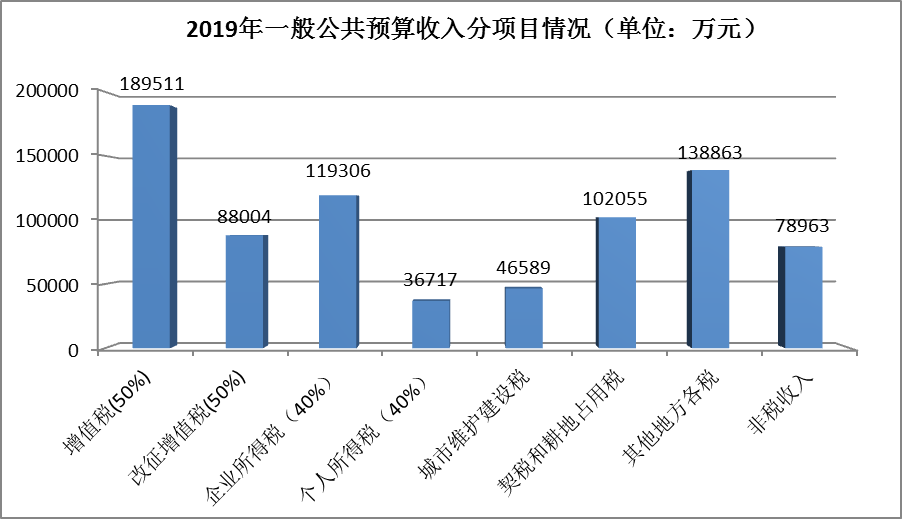 2019年一般公共预算收入分项目情况（单位：万元）
200000
150000
100000
50000
0
189511
88004
119306
36717
46589
102055
138863
78963
增值税(50%)
改征增值税(50%)
企业所得税（40%）
个人所得税（40%）
城市维护建设税
契税和耕地占用税
其他地方各税
非税收入